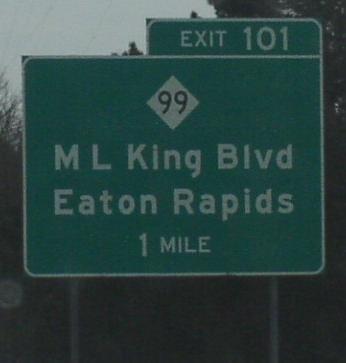 EXIT 101
99
M L King Blvd
Eaton Rapids
1 MILE